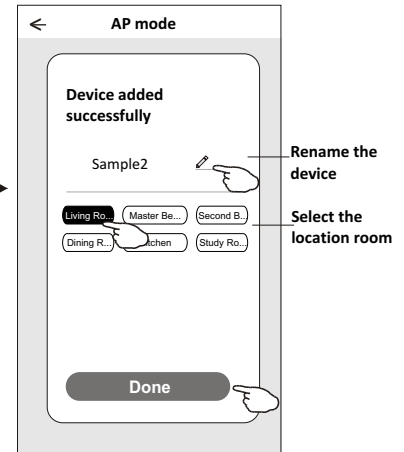 AP mode
Device added
successfully
Sample2
Rename the
device
Living Ro...
Master Be...
Second B...
Select the
location room
Dining R...
Study Ro...
Done